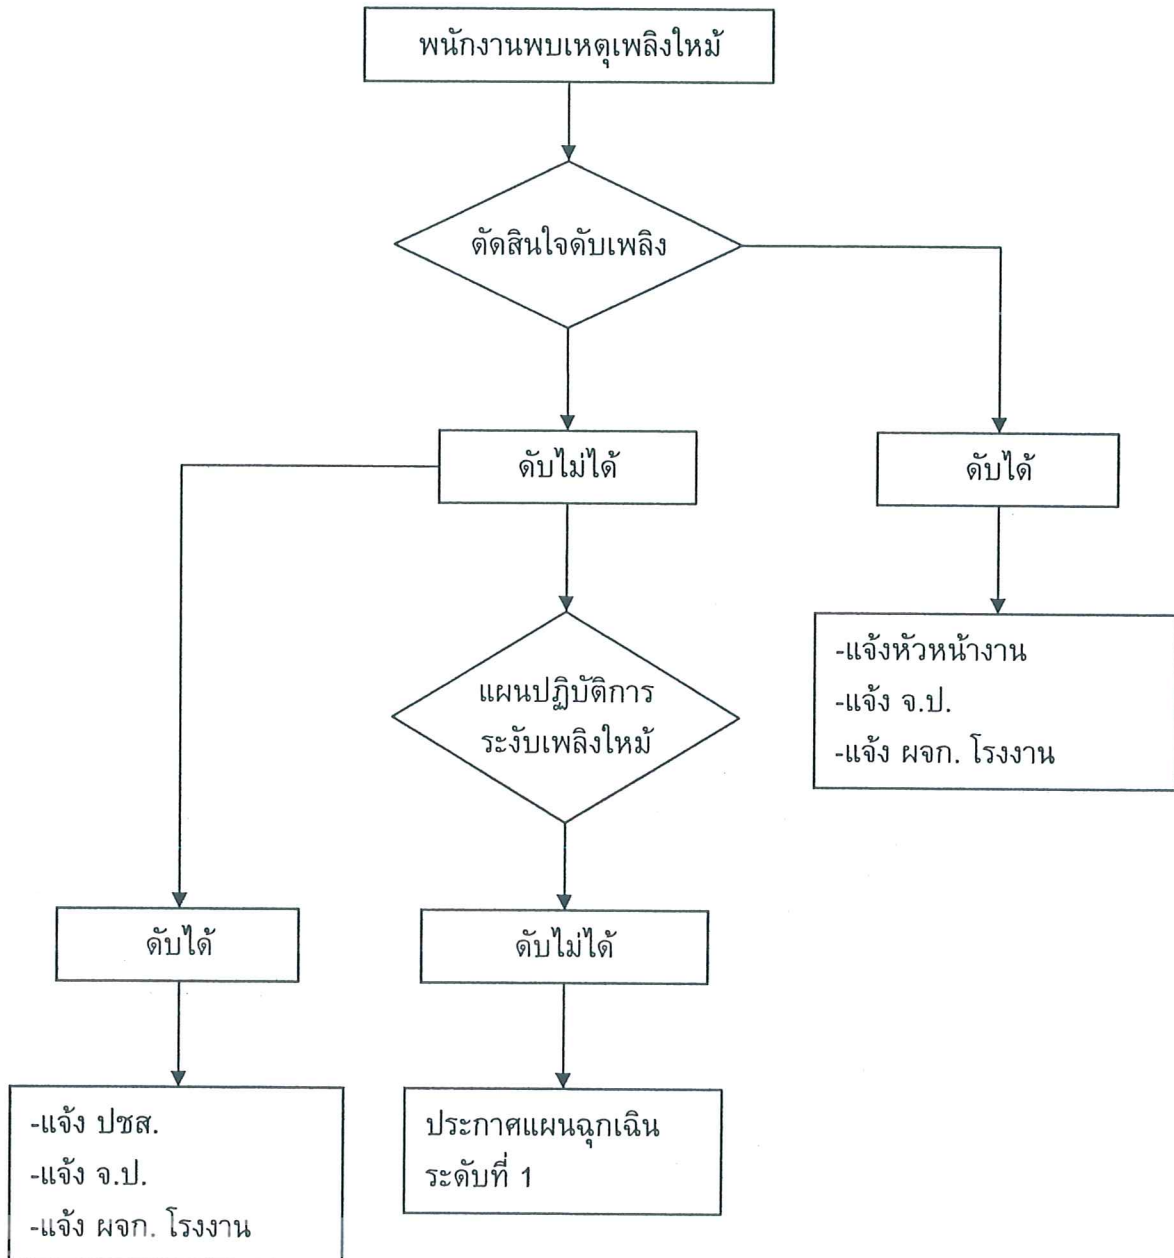 พนักงานพบเหตุเพลิงใหม้
ตัดสินใจดับเพลิง
ดับไม่ได้
ดับได้
-แจ้งหัวหน้างาน
-แจ้ง จ.ป.
-แจ้ง ผจก. โรงงาน
แผนปฏิบัติการ
ระงับเพลิงใหม้
ดับได้
ดับไม่ได้
-แจ้ง ปชส.
-แจ้ง จ.ป.
-แจ้ง ผจก. โรงงาน
ประกาศแผนฉุกเฉิน
ระดับที่ 1